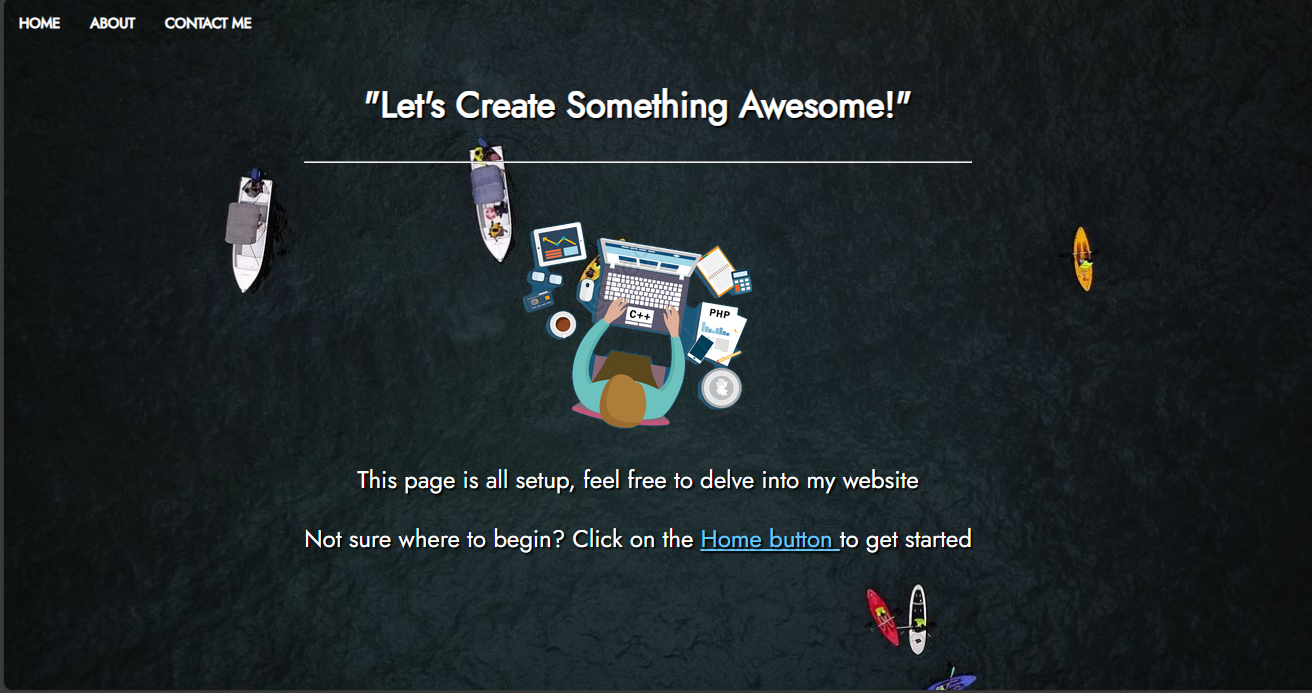 HOME ABOUT CONTACT ME
"Let's Create Something Awesome!"
C++
PHP
This page is all setup, feel free to delve into my website
Not sure where to begin? Click on the Home button to get started